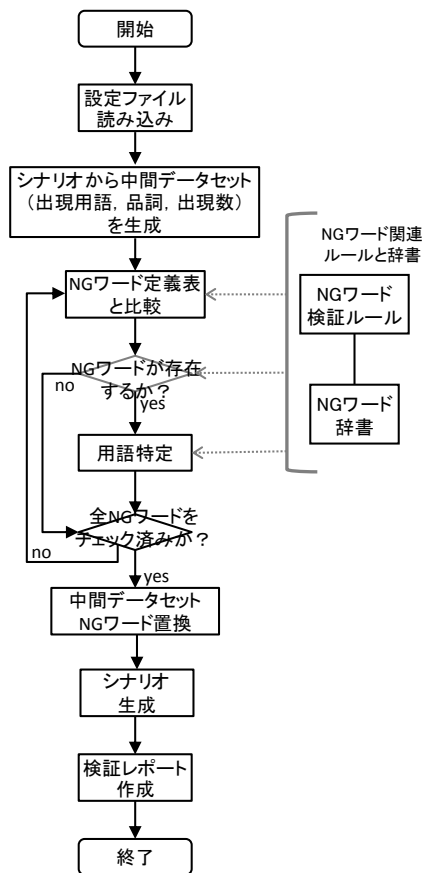 開始
設定ファイル
読み込み
シナリオから中間データセット
（出現用語，品詞，出現数）
を生成
NGワード関連
ルールと辞書
NGワード定義表
と比較
NGワード
検証ルール
NGワードが存在
するか？
no
yes
NGワード
辞書
用語特定
全NGワードを
チェック済みか？
no
yes
中間データセット
NGワード置換
シナリオ
生成
検証レポート
作成
終了